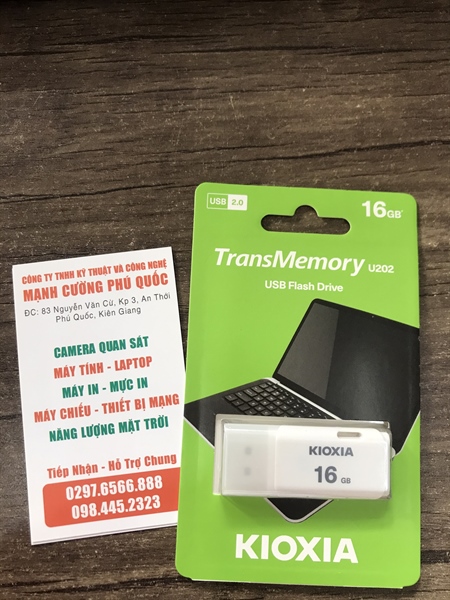 CÔNG TY TNHH KỸ THUẬT VÀ CÔNG NGHỆ
MẠNH CƯỜNG PHÚ QUỐC
ĐC: 83 Nguyễn Văn Cừ, Kp 3, An Thới
Phú Quốc, Kiên Giang
CAMERA QUAN SÁT
MÁY TÍNH - LAPTOP
MÁY IN - MỰC IN
MÁY CHIẾU - THIẾT BỊ MẠNG
NĂNG LƯỢNG MẶT TRỜI
Tiếp Nhận - Hỗ Trợ Chung
0297.6566.888
098.445.2323
USB 2.0
16GB
TransMemory U202
USB Flash Drive
KIOXIA
16 GB
KIOXIA